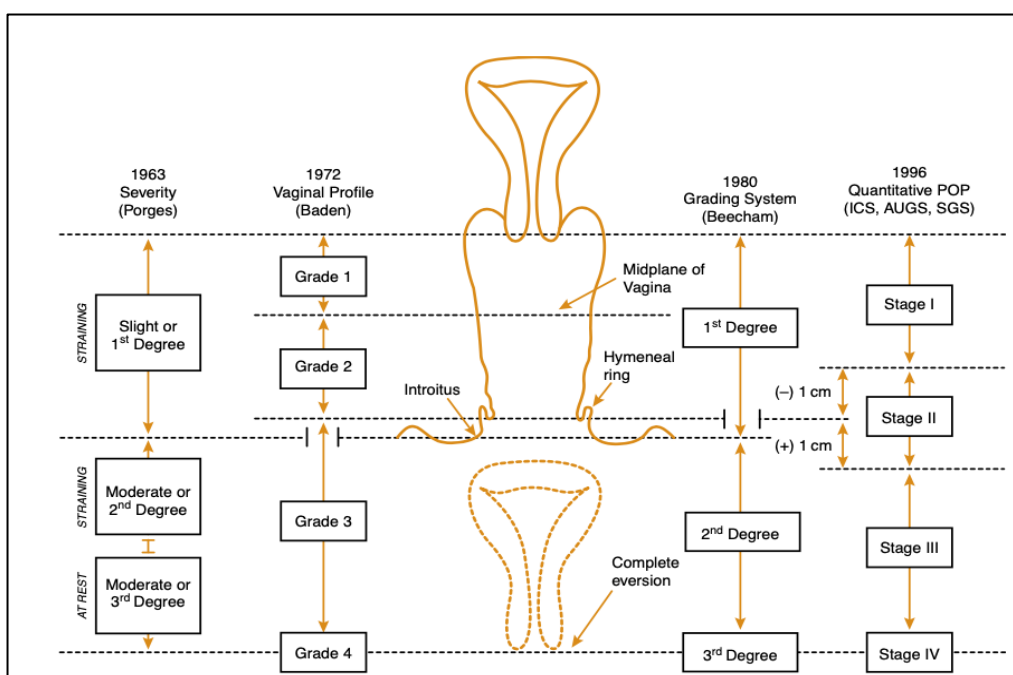 1963
Severity
(Porges)
1972
Vaginal Profile
(Baden)
1980
Grading System
(Beecham)
1996
Quantitative POP
(ICS, AUGS, SGS)
STRAINING
Slight or
1st Degree
STRAINING
Moderate or
2nd Degree
AT REST
Moderate or
3rd Degree
Grade 1
Grade 2
Grade 3
Grade 4
Midplane of
Vagina
Introitus
Hymeneal
ring
Complete
eversion
1st Degree
2nd Degree
3rd Degree
(–) 1 cm
(+) 1 cm
Stage I
Stage II
Stage III
Stage IV